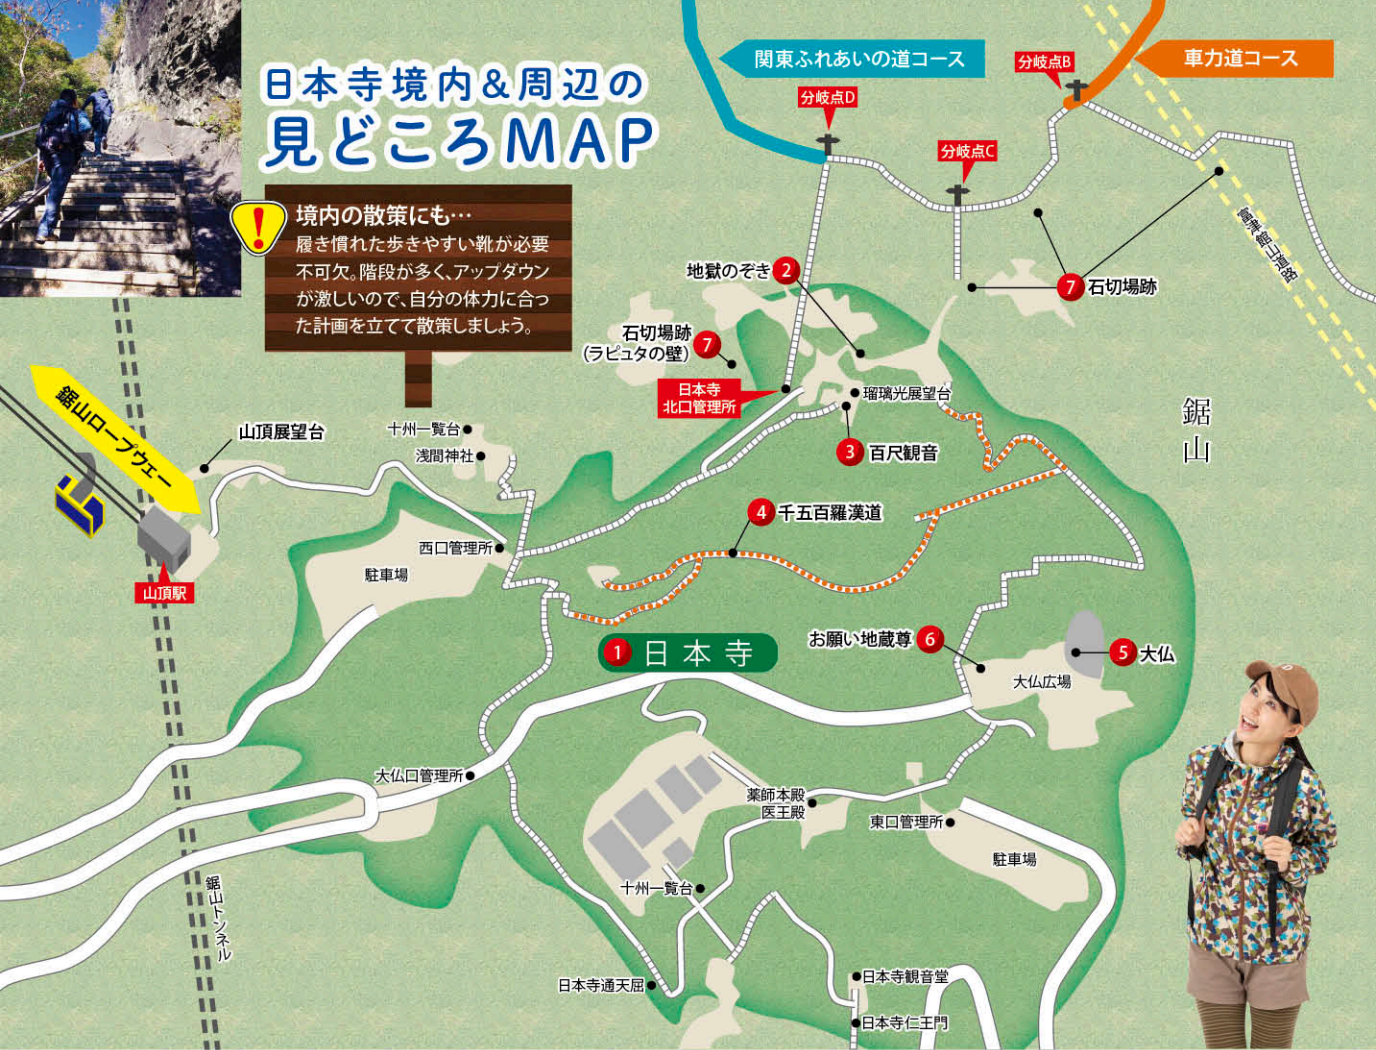 日本寺境内&周辺の
見どころMAP
境内の散策にも…
履き慣れた歩きやすい靴が必要
不可欠。階段が多く、アップダウン
が激しいので、自分の体力に合っ
た計画を立てて散策しましょう。
関東ふれあいの道コース
車力道コース
分岐点B
分岐点D
分岐点C
富津館山道路
地獄のぞき 2
7 石切場跡
石切場跡 7
(ラピュタの壁)
日本寺
北口管理所
瑠璃光展望台
鋸山
鋸山ロープウェー
山頂展望台
十州一覧台
浅間神社
3 百尺観音
4 千五百羅漢道
西口管理所
駐車場
山頂駅
1 日本寺
お願い地蔵尊 6
5 大仏
大仏広場
大仏口管理所
薬師本殿
医王殿
東口管理所
駐車場
鋸山トンネル
十州一覧台
日本寺通天屈
日本寺観音堂
日本寺仁王門